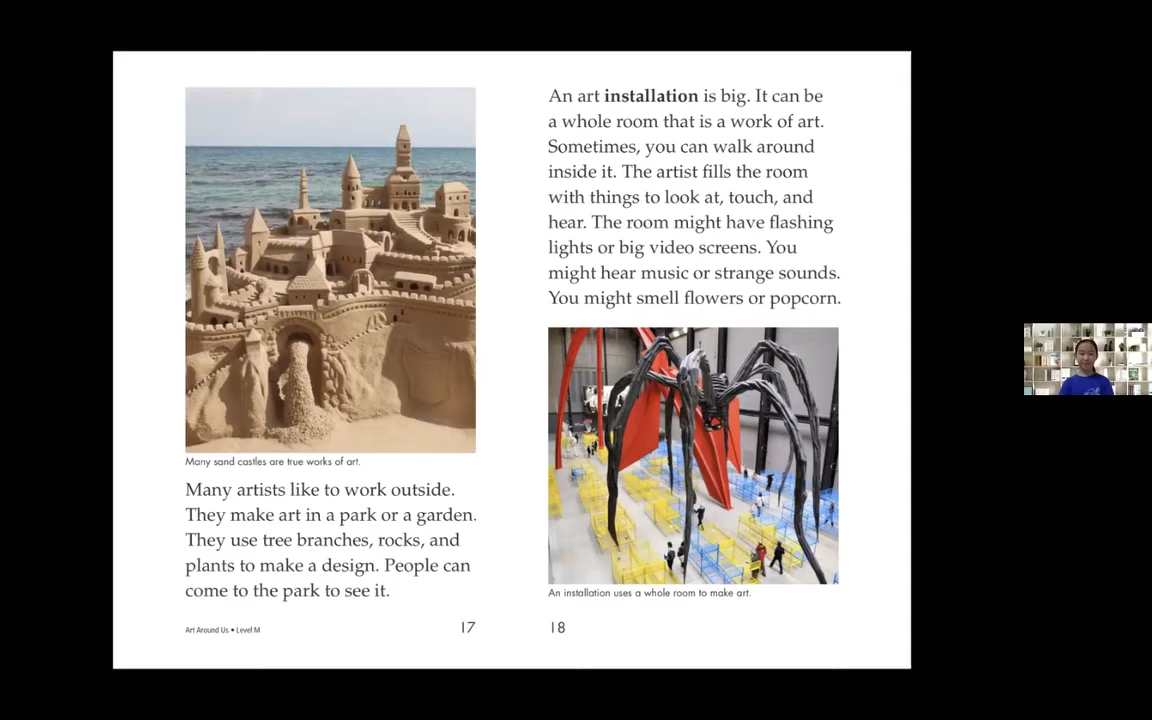 Many sand castles are true works of art.
Many artists like to work outside.
They make art in a park or a garden.
They use tree branches, rocks, and
plants to make a design. People can
come to the park to see it.
Art Around Us • Level M
17
An art installation is big. It can be
a whole room that is a work of art.
Sometimes, you can walk around
inside it. The artist fills the room
with things to look at, touch, and
hear. The room might have flashing
lights or big video screens. You
might hear music or strange sounds.
You might smell flowers or popcorn.
An installation uses a whole room to make art.
18